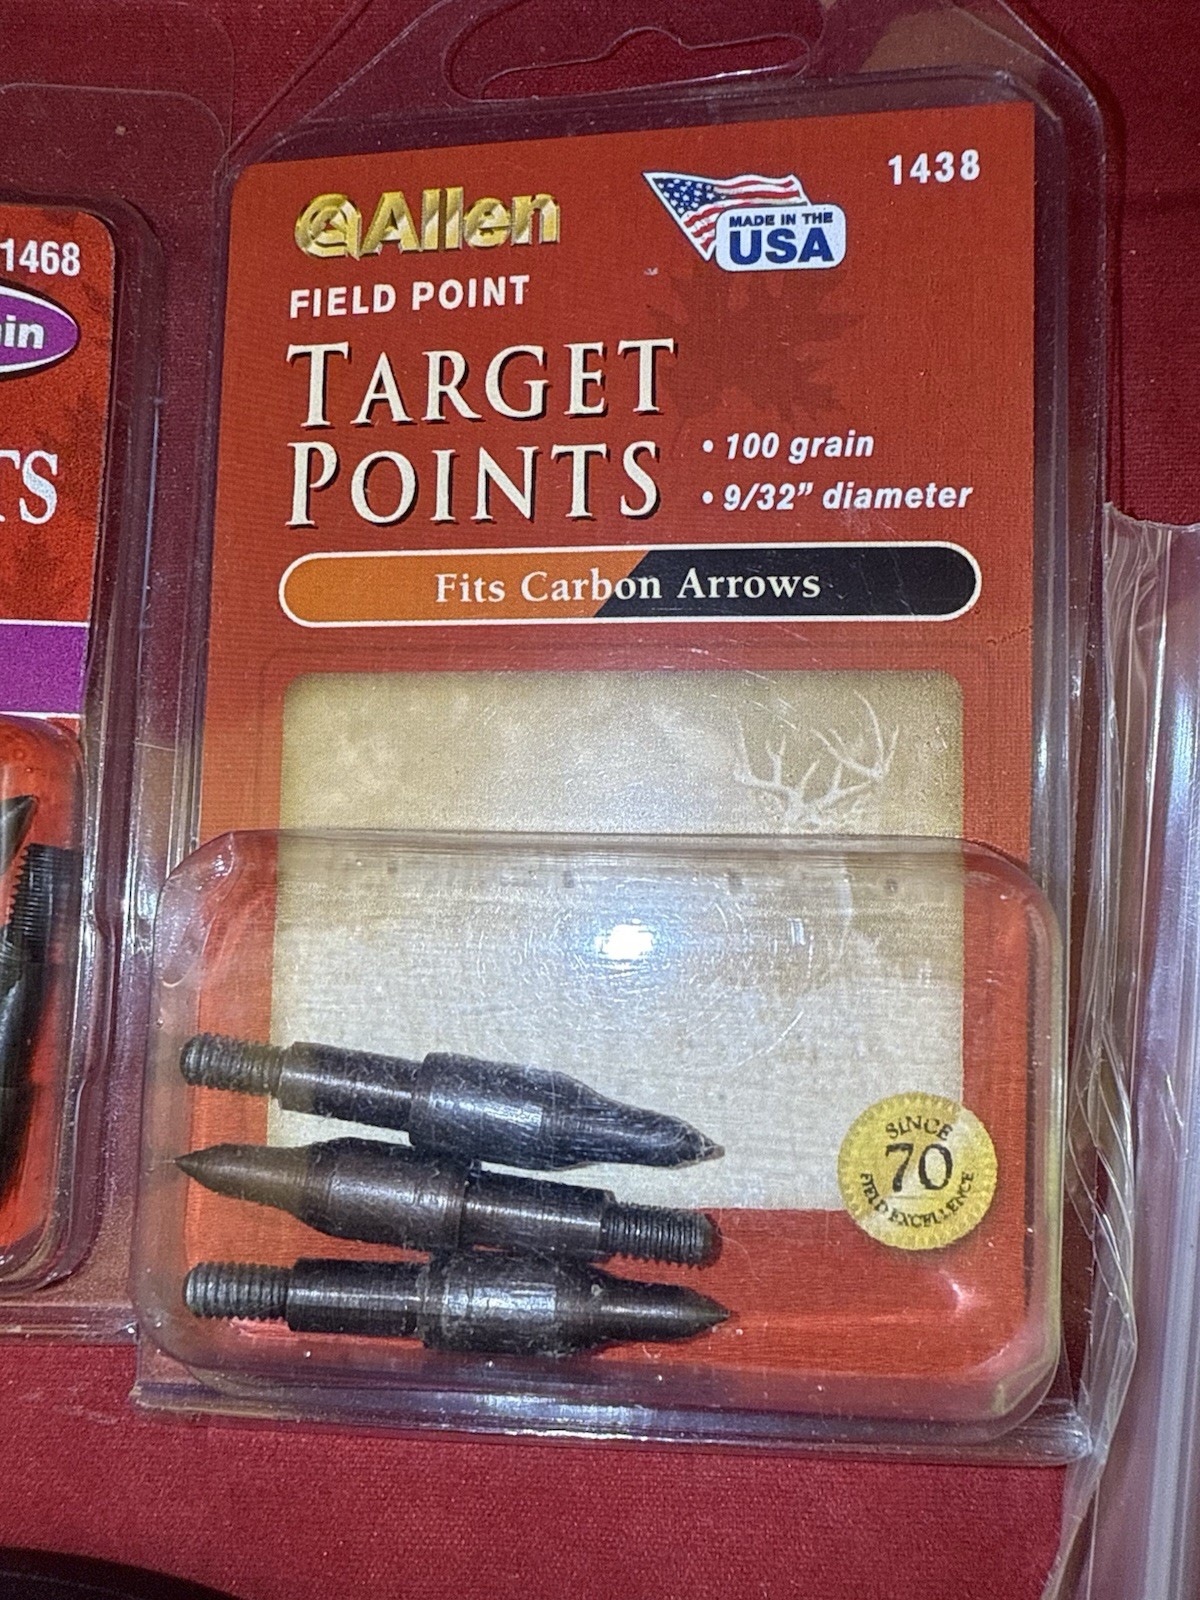 1468
in
TS
Allen
MADE IN THE
USA
1438
FIELD POINT
TARGET
POINTS
• 100 grain
• 9/32" diameter
Fits Carbon Arrows
SINCE
70
FIELD EXCELLENCE